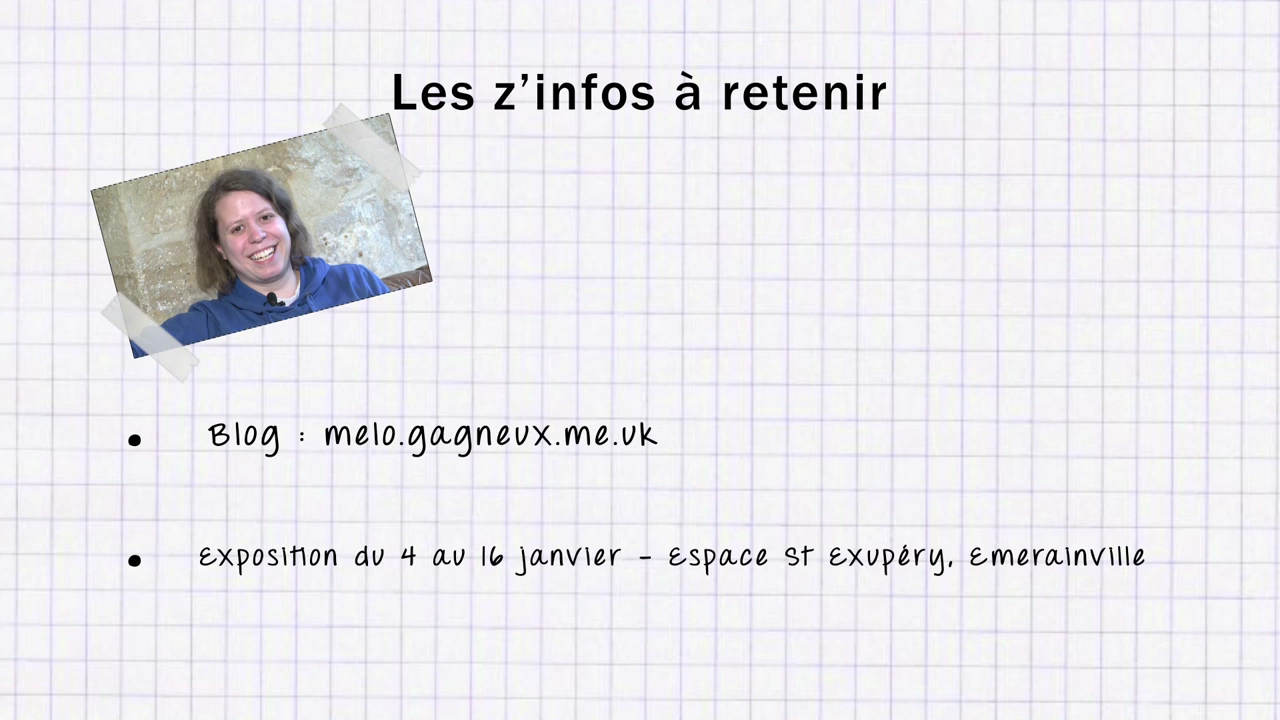 Les z’infos à retenir
• Blog : melo.gagneux.me.uk
• Exposition du 4 au 16 janvier - Espace St Exupéry, Emerainville